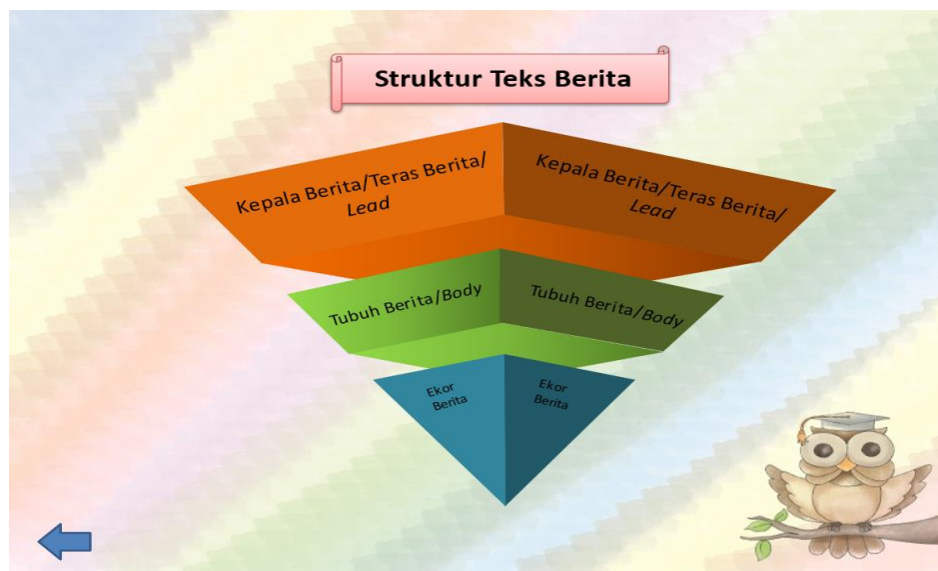 Struktur Teks Berita
Kepala Berita/Teras Berita/
Lead
Kepala Berita/Teras Berita/
Lead
Tubuh Berita/Body
Tubuh Berita/Body
Ekor
Berita
Ekor
Berita